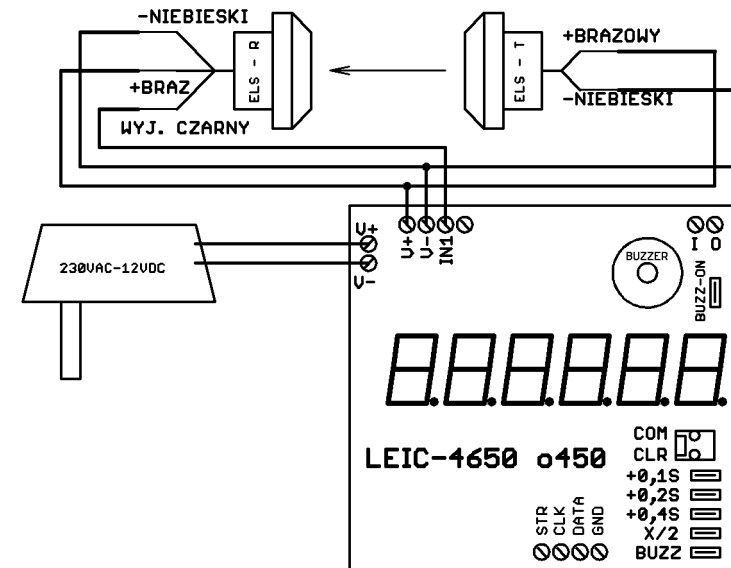 -NIEBIESKI
+BRAZ
WYJ. CZARNY
ELS - R
ELS - T
+BRAZOWY
-NIEBIESKI
230VAC-12VDC
V+
V-
V+
V-
IN1
I O
BUZZER
BUZZ-ON
LEIC-4650 o450
COM
CLR
+0,1S
+0,2S
+0,4S
X/2
BUZZ
STR
CLK
DATA
GND